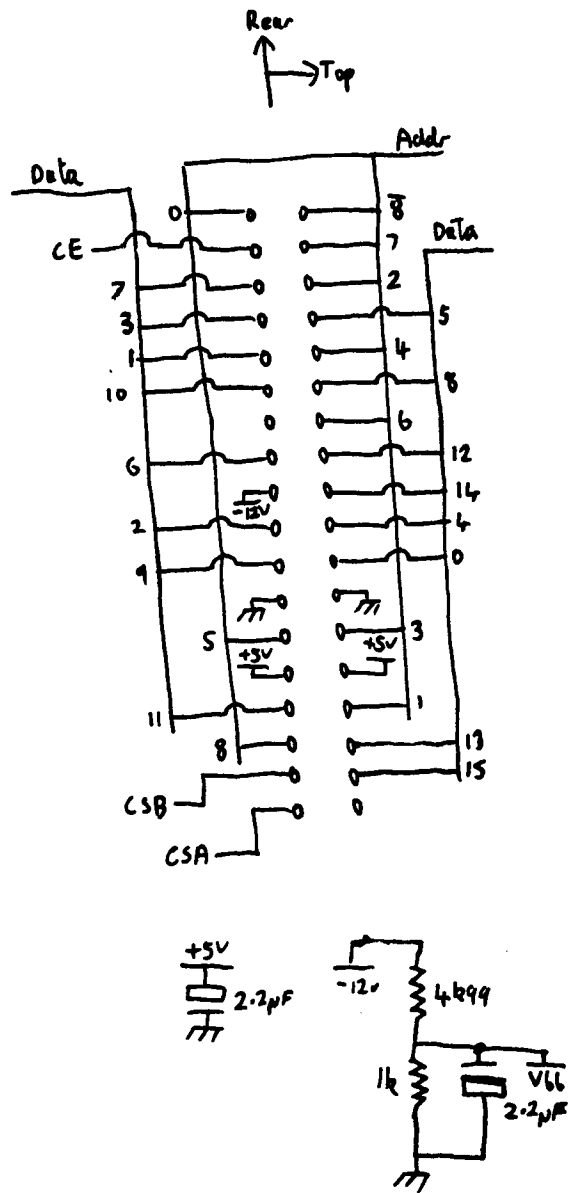 Rear
Top
Addr
Data
0 8
Data
CE 7
7 2
3 5
1 4
10 8
6
6 12
-12V 14
2 4
9 0
5 3
+5V +5V
11 1
8 13
CSB 15
CSA
+5V
2.2µF
-12v 4k99
1k Vbb
2.2µF